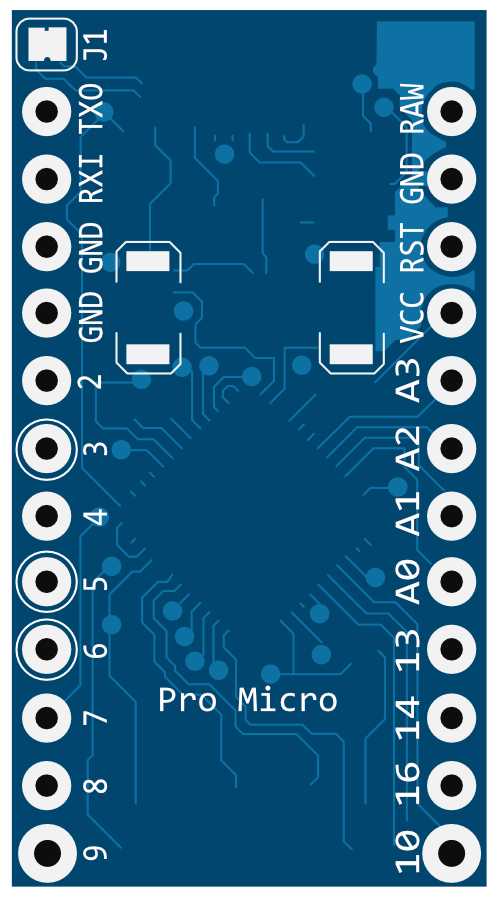 J1
TXO
RXI
GND
GND
2
3
4
5
6
7
8
9
RAW
GND
RST
VCC
A3
A2
A1
A0
13
14
16
10
Pro Micro